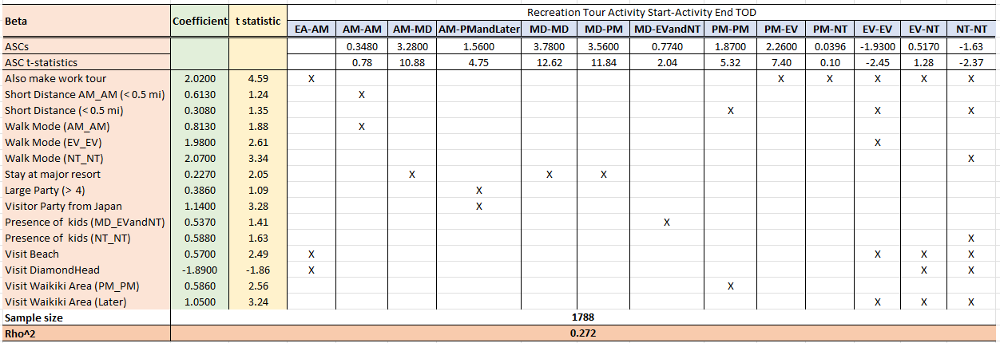 Recreation Tour Activity Start-Activity End TOD
Beta Coefficient t statistic EA-AM AM-AM AM-MD AM-PMandLater MD-MD MD-PM MD-EVandNT PM-PM PM-EV PM-NT EV-EV EV-NT NT-NT
ASCs 0.3480 3.2800 1.5600 3.7800 3.5600 0.7740 1.8700 2.2600 0.0396 -1.9300 0.5170 -1.63
ASC t-statistics 0.78 10.88 4.75 12.62 11.84 2.04 5.32 7.40 0.10 -2.45 1.28 -2.37
Also make work tour 2.0200 4.59 X X X X X X
Short Distance AM_AM (< 0.5 mi) 0.6130 1.24 X
Short Distance (< 0.5 mi) 0.3080 1.35 X X X
Walk Mode (AM_AM) 0.8130 1.88 X
Walk Mode (EV_EV) 1.9800 2.61 X
Walk Mode (NT_NT) 2.0700 3.34 X
Stay at major resort 0.2270 2.05 X X X
Large Party (> 4) 0.3860 1.09 X
Visitor Party from Japan 1.1400 3.28 X
Presence of kids (MD_EVandNT) 0.5370 1.41 X
Presence of kids (NT_NT) 0.5880 1.63 X
Visit Beach 0.5700 2.49 X X X X
Visit DiamondHead -1.8900 -1.86 X X X
Visit Waikiki Area (PM_PM) 0.5860 2.56 X
Visit Waikiki Area (Later) 1.0500 3.24 X X X
Sample size 1788
Rho^2 0.272